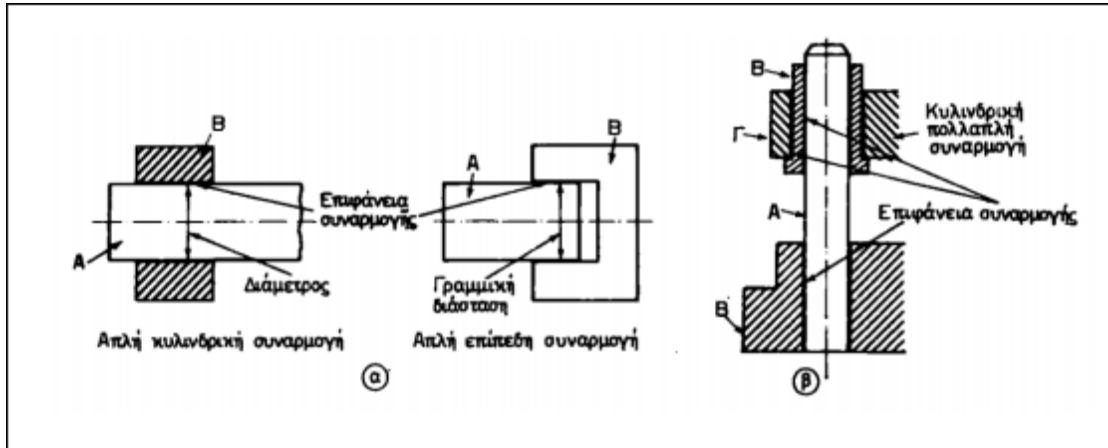 Β
Α
Επιφάνεια
συναρμογής
Διάμετρος
Απλή κυλινδρική συναρμογή
Β
Α
Γραμμική
διάσταση
Απλή επίπεδη συναρμογή
α
Β
Γ
Κυλινδρική
πολλαπλή
συναρμογή
Α
Επιφάνεια συναρμογής
Β
β